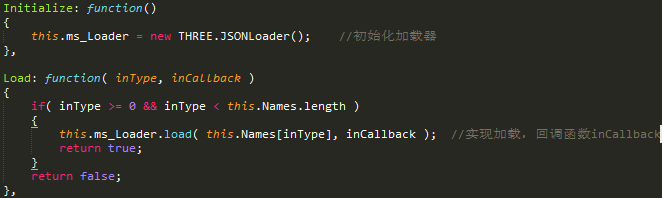 Initialize: function()
{
    this.ms_Loader = new THREE.JSONLoader();    //初始化加载器
},
Load: function( inType, inCallback )
{
    if( inType >= 0 && inType < this.Names.length )
    {
        this.ms_Loader.load( this.Names[inType], inCallback );  //实现加载，回调函数inCallback
        return true;
    }
    return false;
},